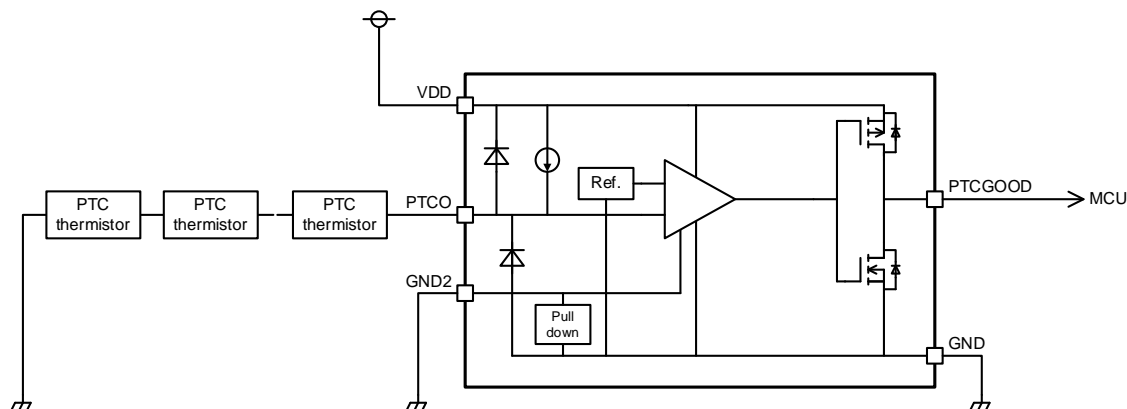 VDD
PTC
thermistor
PTC
thermistor
PTC
thermistor
PTCO
Ref.
PTCGOOD
MCU
GND2
Pull
down
GND